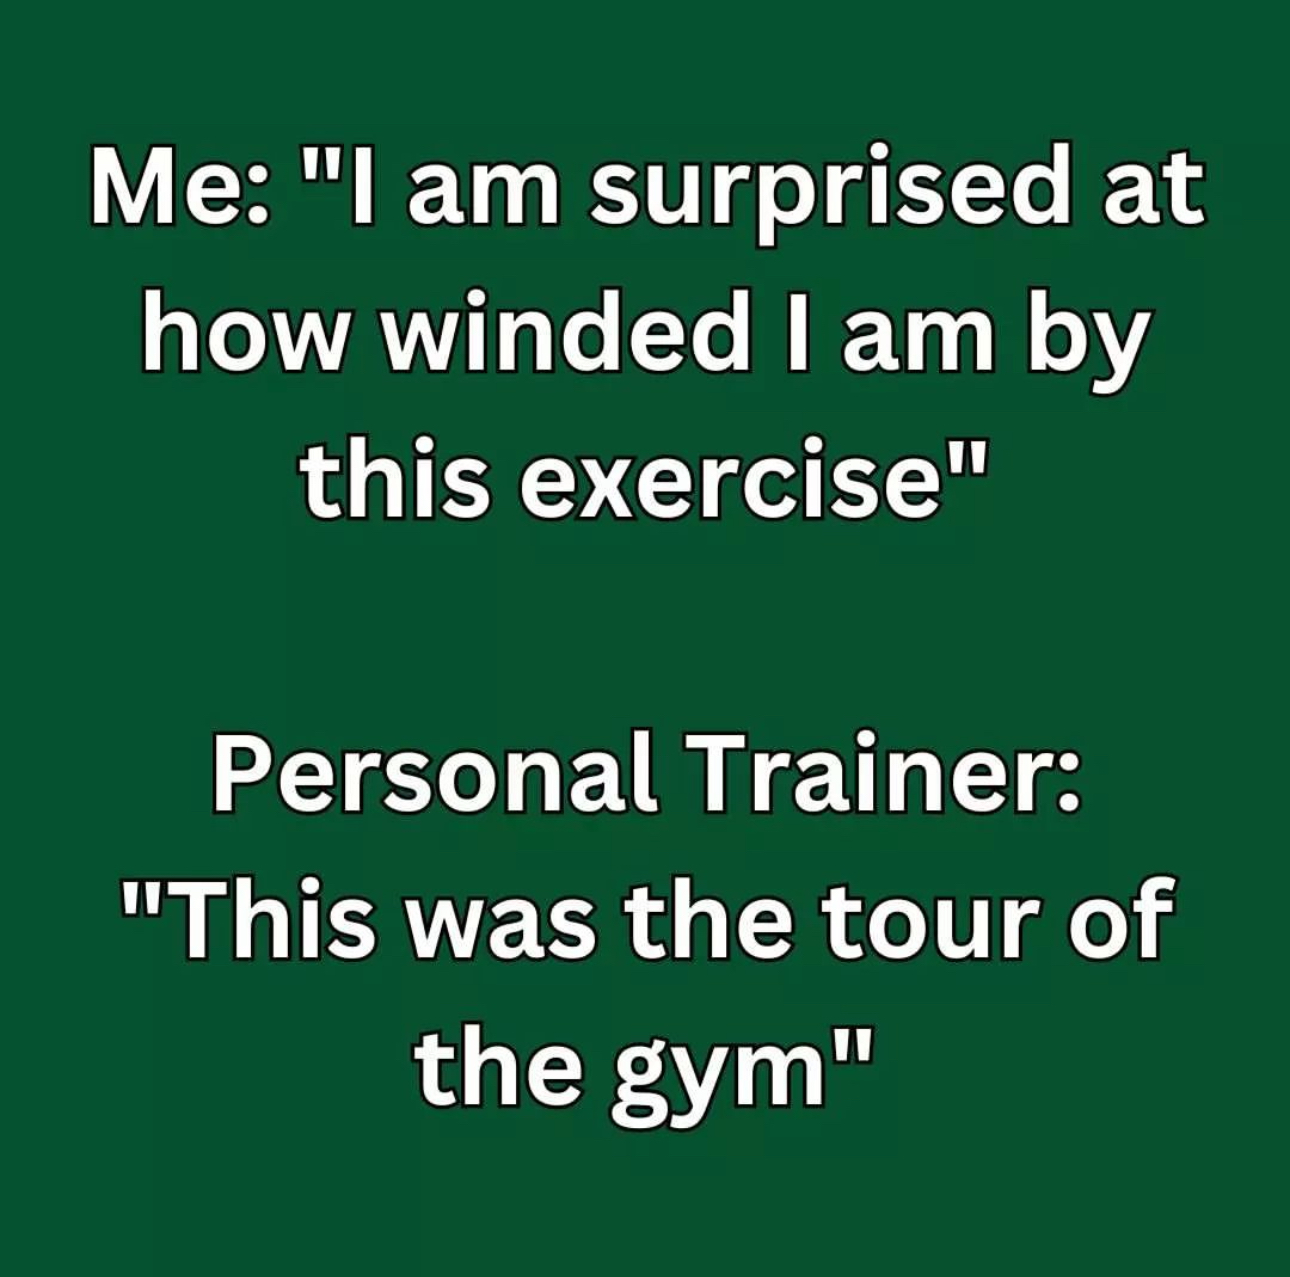 Me: "I am surprised at
how winded I am by
this exercise"
Personal Trainer:
"This was the tour of
the gym"